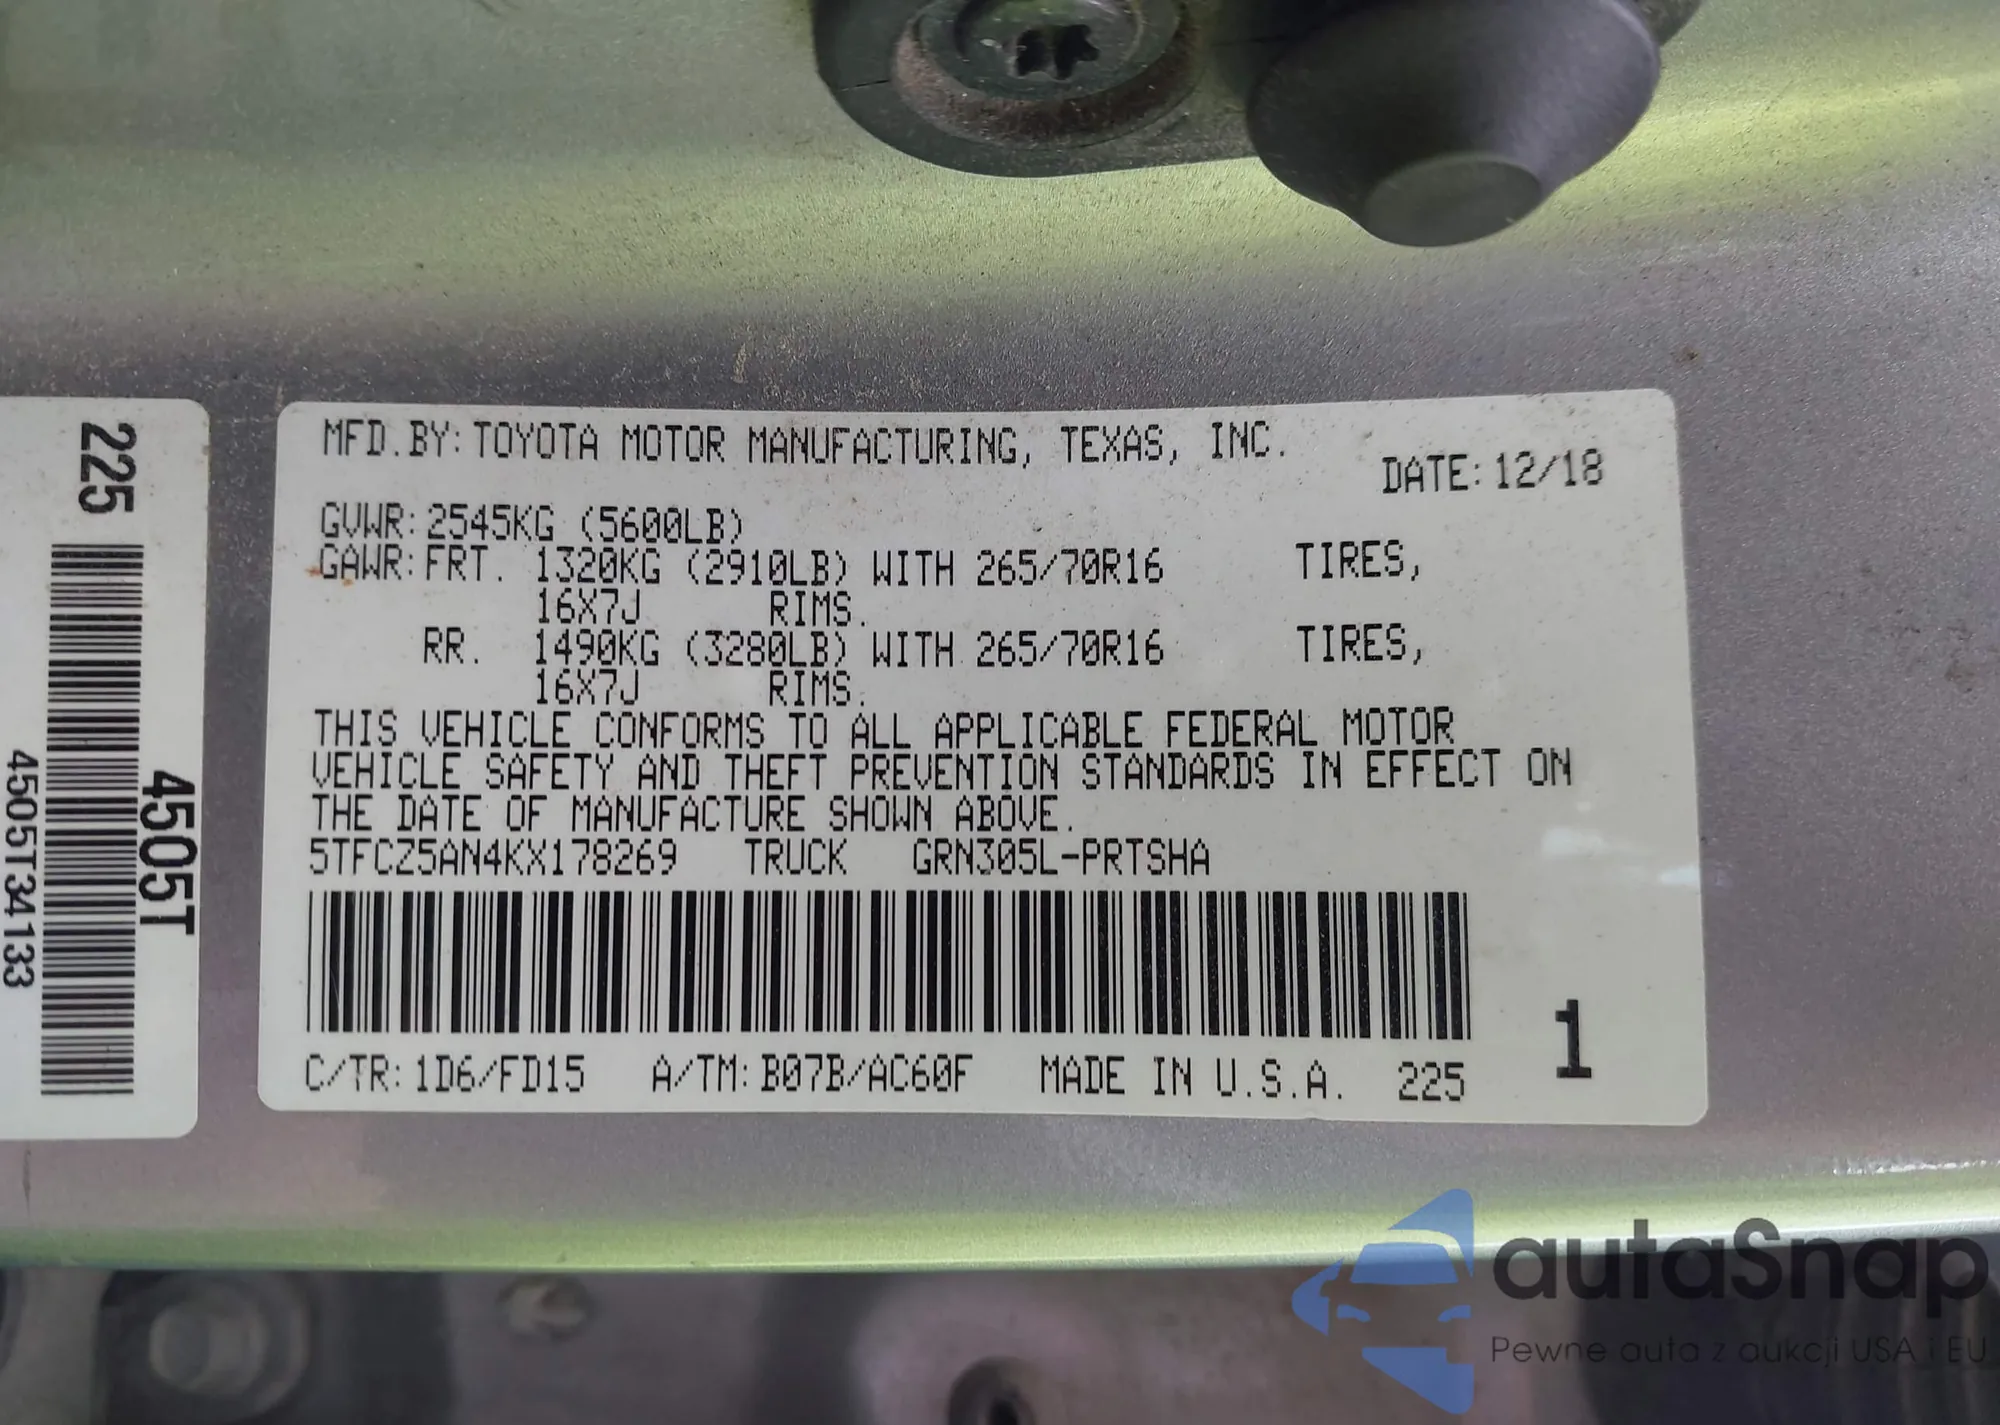 225
4505T
4505T34133
MFD.BY:TOYOTA MOTOR MANUFACTURING, TEXAS, INC.
DATE:12/18
GVWR:2545KG (5600LB)
GAWR:FRT. 1320KG (2910LB) WITH 265/70R16 TIRES,
16X7J RIMS.
RR. 1490KG (3280LB) WITH 265/70R16 TIRES,
16X7J RIMS.
THIS VEHICLE CONFORMS TO ALL APPLICABLE FEDERAL MOTOR
VEHICLE SAFETY AND THEFT PREVENTION STANDARDS IN EFFECT ON
THE DATE OF MANUFACTURE SHOWN ABOVE.
5TFCZ5AN4KX178269 TRUCK GRN305L-PRTSHA
C/TR:1D6/FD15 A/TM:B07B/AC60F MADE IN U.S.A. 225
1
autaSnap
Pewne auta z aukcji USA i EU